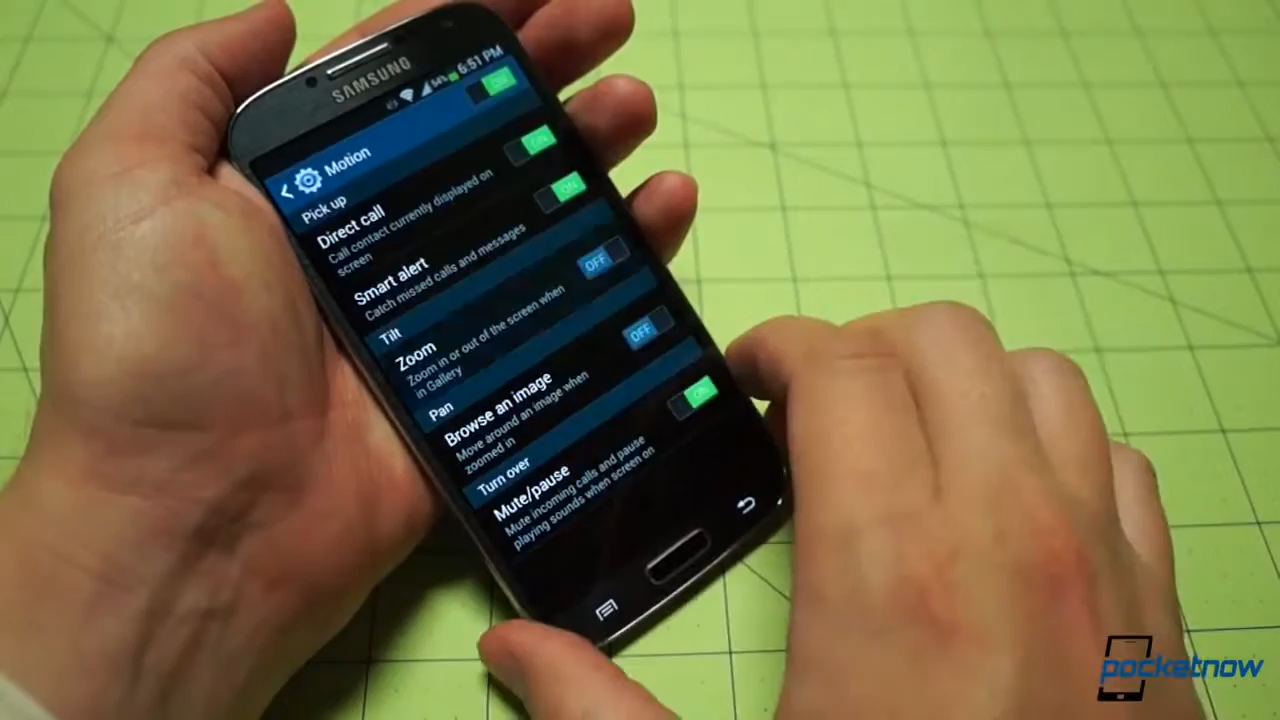 SAMSUNG
54% 6:51 PM
Motion ON
Pick up
Direct call ON
Call contact currently displayed on
screen
Smart alert ON
Catch missed calls and messages
Tilt
Zoom OFF
Zoom in or out of the screen when
in Gallery
Pan
Browse an image OFF
Move around an image when
zoomed in
Turn over
Mute/pause ON
Mute incoming calls and pause
playing sounds when screen on
pocketnow